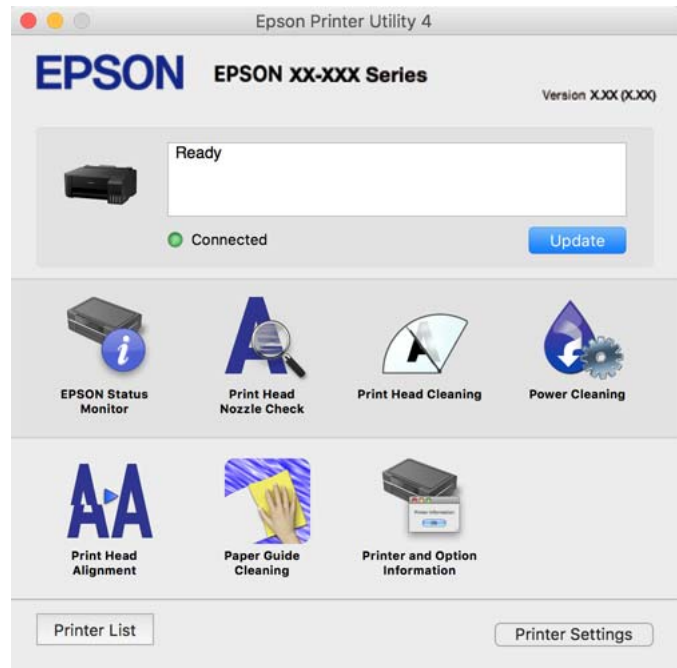 Epson Printer Utility 4
EPSON
EPSON XX-XXX Series
Version X.XX (X.XX)
Ready
Connected
Update
EPSON Status
Monitor
Print Head
Nozzle Check
Print Head Cleaning
Power Cleaning
Print Head
Alignment
Paper Guide
Cleaning
Printer and Option
Information
Printer List
Printer Settings